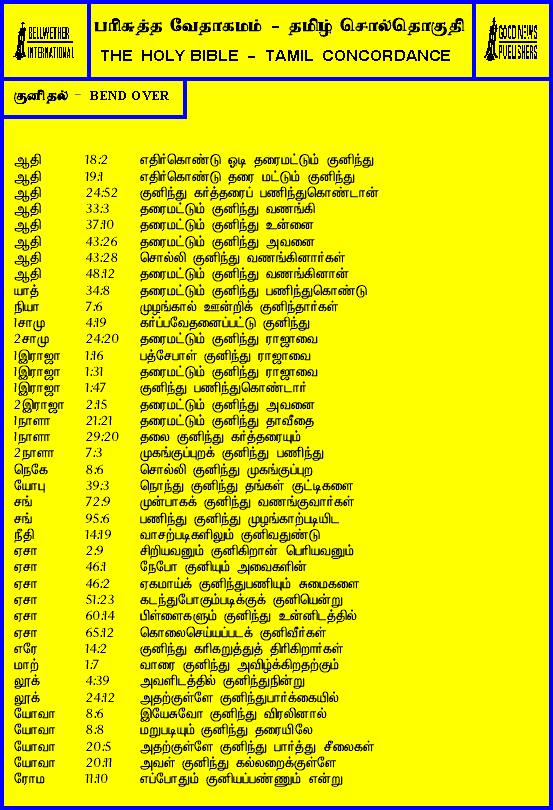 BELLWETHER
INTERNATIONAL
பரிசுத்த வேதாகமம் - தமிழ் சொல்தொகுதி
THE HOLY BIBLE - TAMIL CONCORDANCE
GOOD NEWS
PUBLISHERS
குனிதல் - BEND OVER
ஆதி 18:2 எதிர்கொண்டு ஓடி தரைமட்டும் குனிந்து
ஆதி 19:1 எதிர்கொண்டு தரை மட்டும் குனிந்து
ஆதி 24:52 குனிந்து கர்த்தரைப் பணிந்துகொண்டான்
ஆதி 33:3 தரைமட்டும் குனிந்து வணங்கி
ஆதி 37:10 தரைமட்டும் குனிந்து உன்னை
ஆதி 43:26 தரைமட்டும் குனிந்து அவனை
ஆதி 43:28 சொல்லி குனிந்து வணங்கினார்கள்
ஆதி 48:12 தரைமட்டும் குனிந்து வணங்கினான்
யாத் 34:8 தரைமட்டும் குனிந்து பணிந்துகொண்டு
நியா 7:6 முழங்கால் ஊன்றிக் குனிந்தார்கள்
1சாமு 4:19 கர்ப்பவேதனைப்பட்டு குனிந்து
2சாமு 24:20 தரைமட்டும் குனிந்து ராஜாவை
1இராஜா 1:16 பத்சேபாள் குனிந்து ராஜாவை
1இராஜா 1:31 தரைமட்டும் குனிந்து ராஜாவை
1இராஜா 1:47 குனிந்து பணிந்துகொண்டார்
2இராஜா 2:15 தரைமட்டும் குனிந்து அவனை
1நாளா 21:21 தரைமட்டும் குனிந்து தாவீதை
1நாளா 29:20 தலை குனிந்து கர்த்தரையும்
2நாளா 7:3 முகங்குப்புறக் குனிந்து பணிந்து
நெகே 8:6 சொல்லி குனிந்து முகங்குப்புற
யோபு 39:3 நொந்து குனிந்து தங்கள் குட்டிகளை
சங் 72:9 முன்பாகக் குனிந்து வணங்குவார்கள்
சங் 95:6 பணிந்து குனிந்து முழங்காற்படியிட
நீதி 14:19 வாசற்படிகளிலும் குனிவதுண்டு
ஏசா 2:9 சிறியவனும் குனிகிறான் பெரியவனும்
ஏசா 46:1 நேபோ குனியும் அவைகளின்
ஏசா 46:2 ஏகமாய்க் குனிந்துபணியும் சுமைகளை
ஏசா 51:23 கடந்துபோகும்படிக்குக் குனியென்று
ஏசா 60:14 பிள்ளைகளும் குனிந்து உன்னிடத்தில்
ஏசா 65:12 கொலைசெய்யப்படக் குனிவீர்கள்
எரே 14:2 குனிந்து கரிகறுத்துத் திரிகிறார்கள்
மாற் 1:7 வாரை குனிந்து அவிழ்க்கிறதற்கும்
லூக் 4:39 அவளிடத்தில் குனிந்துநின்று
லூக் 24:12 அதற்குள்ளே குனிந்துபார்க்கையில்
யோவா 8:6 இயேசுவோ குனிந்து விரலினால்
யோவா 8:8 மறுபடியும் குனிந்து தரையிலே
யோவா 20:5 அதற்குள்ளே குனிந்து பார்த்து சீலைகள்
யோவா 20:11 அவள் குனிந்து கல்லறைக்குள்ளே
ரோம 11:10 எப்போதும் குனியப்பண்ணும் என்று